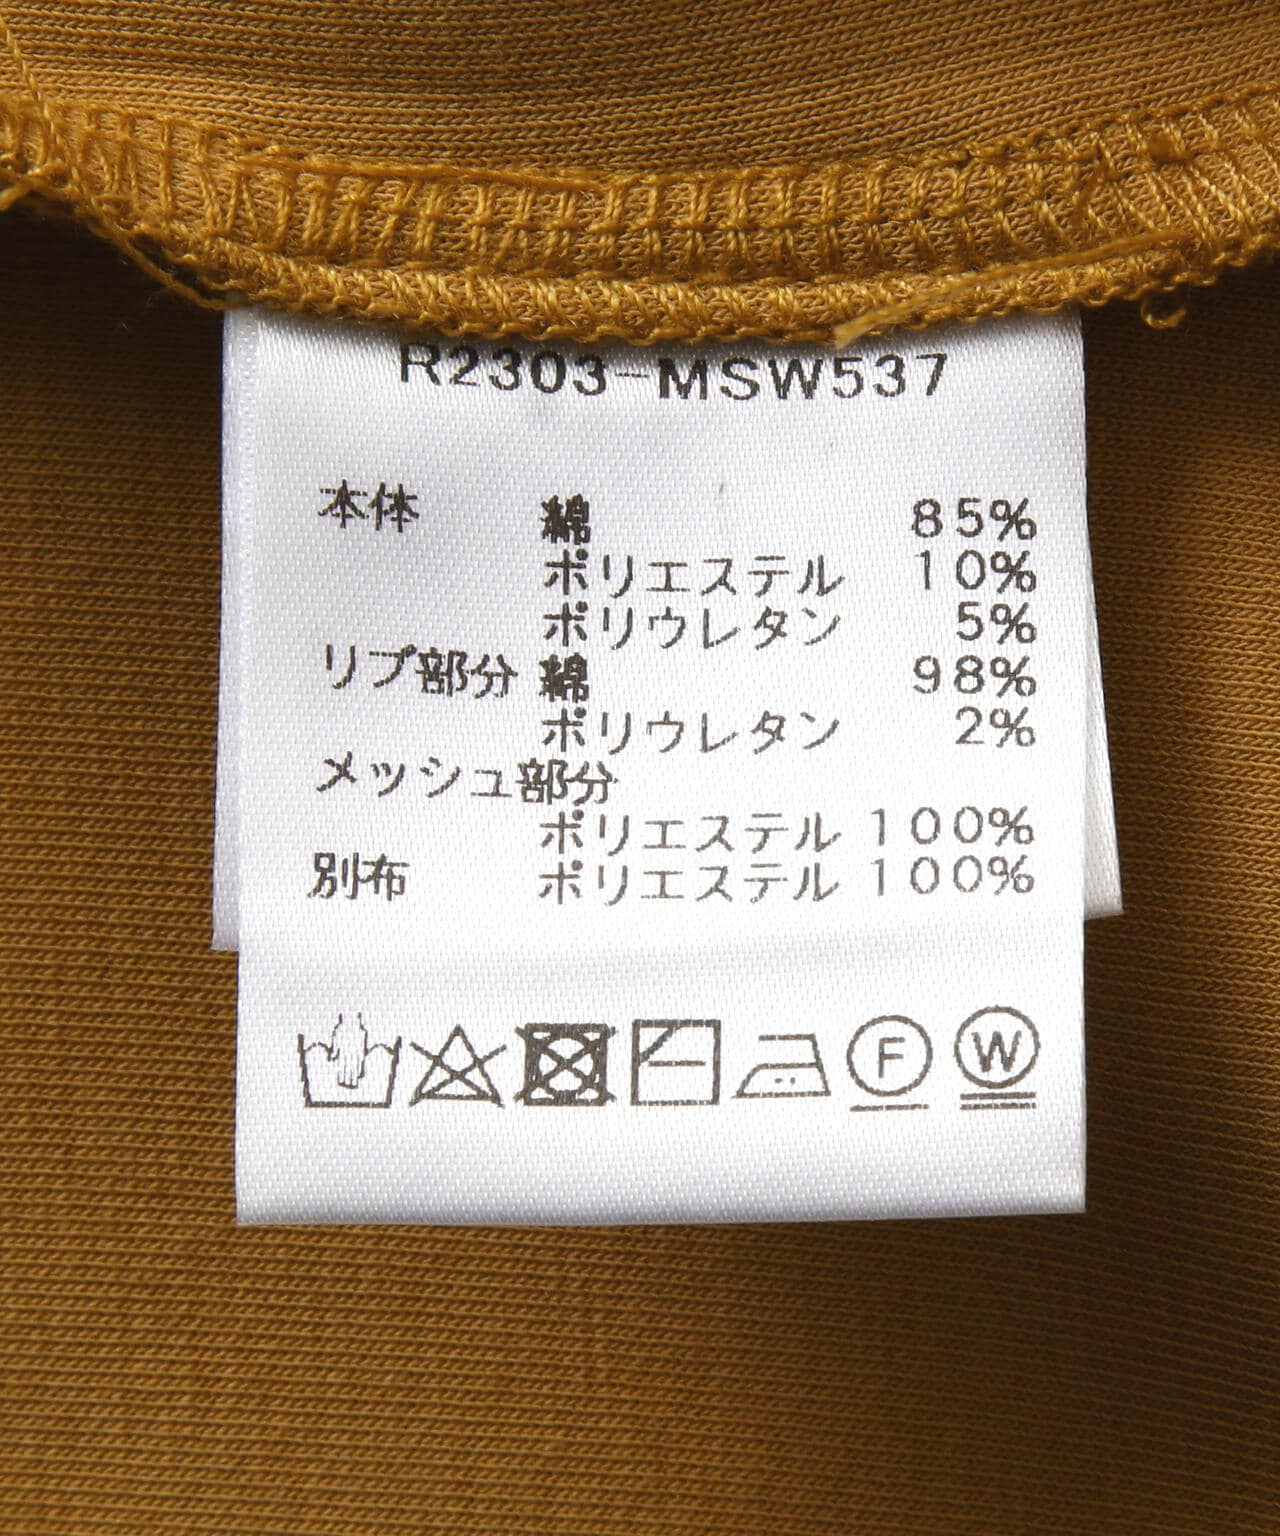 R2303-MSW537
本体 綿 85%
ポリエステル 10%
ポリウレタン 5%
リブ部分 綿 98%
ポリウレタン 2%
メッシュ部分
ポリエステル 100%
別布 ポリエステル 100%
F W